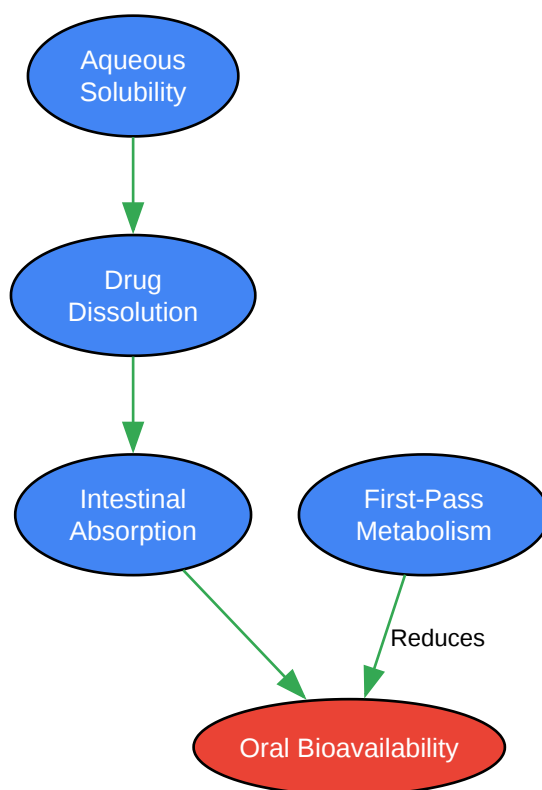 Aqueous
Solubility
Drug
Dissolution
Intestinal
Absorption
First-Pass
Metabolism
Reduces
Oral Bioavailability